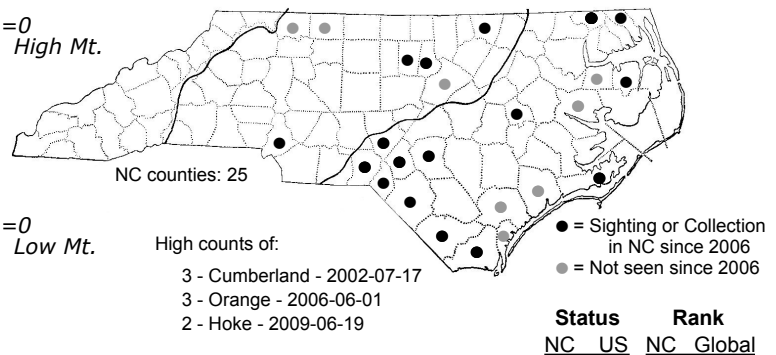 =0
High Mt.
NC counties: 25
=0
Low Mt.
High counts of:
3 - Cumberland - 2002-07-17
3 - Orange - 2006-06-01
2 - Hoke - 2009-06-19
= Sighting or Collection
in NC since 2006
= Not seen since 2006
Status Rank
NC US NC Global